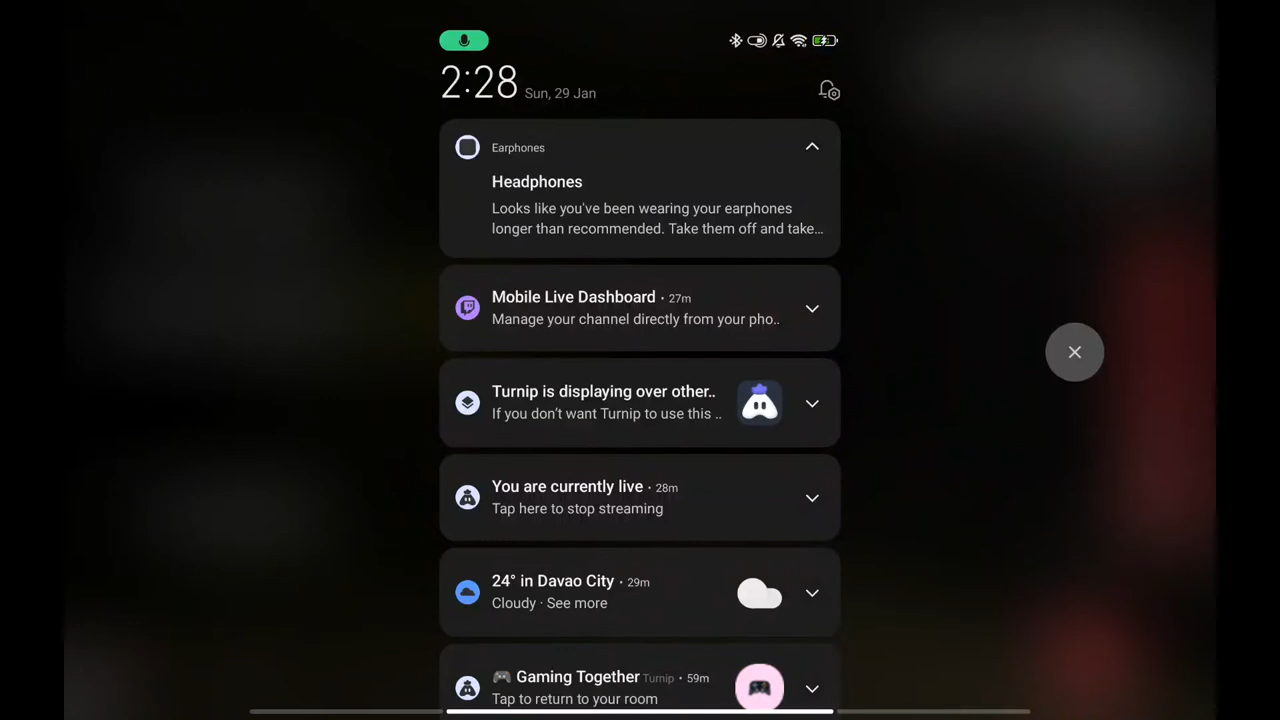 2:28 Sun, 29 Jan
Earphones
Headphones
Looks like you've been wearing your earphones
longer than recommended. Take them off and take…
Mobile Live Dashboard • 27m
Manage your channel directly from your pho..
Turnip is displaying over other..
If you don't want Turnip to use this ..
You are currently live • 28m
Tap here to stop streaming
24° in Davao City • 29m
Cloudy · See more
🎮 Gaming Together Turnip • 59m
Tap to return to your room